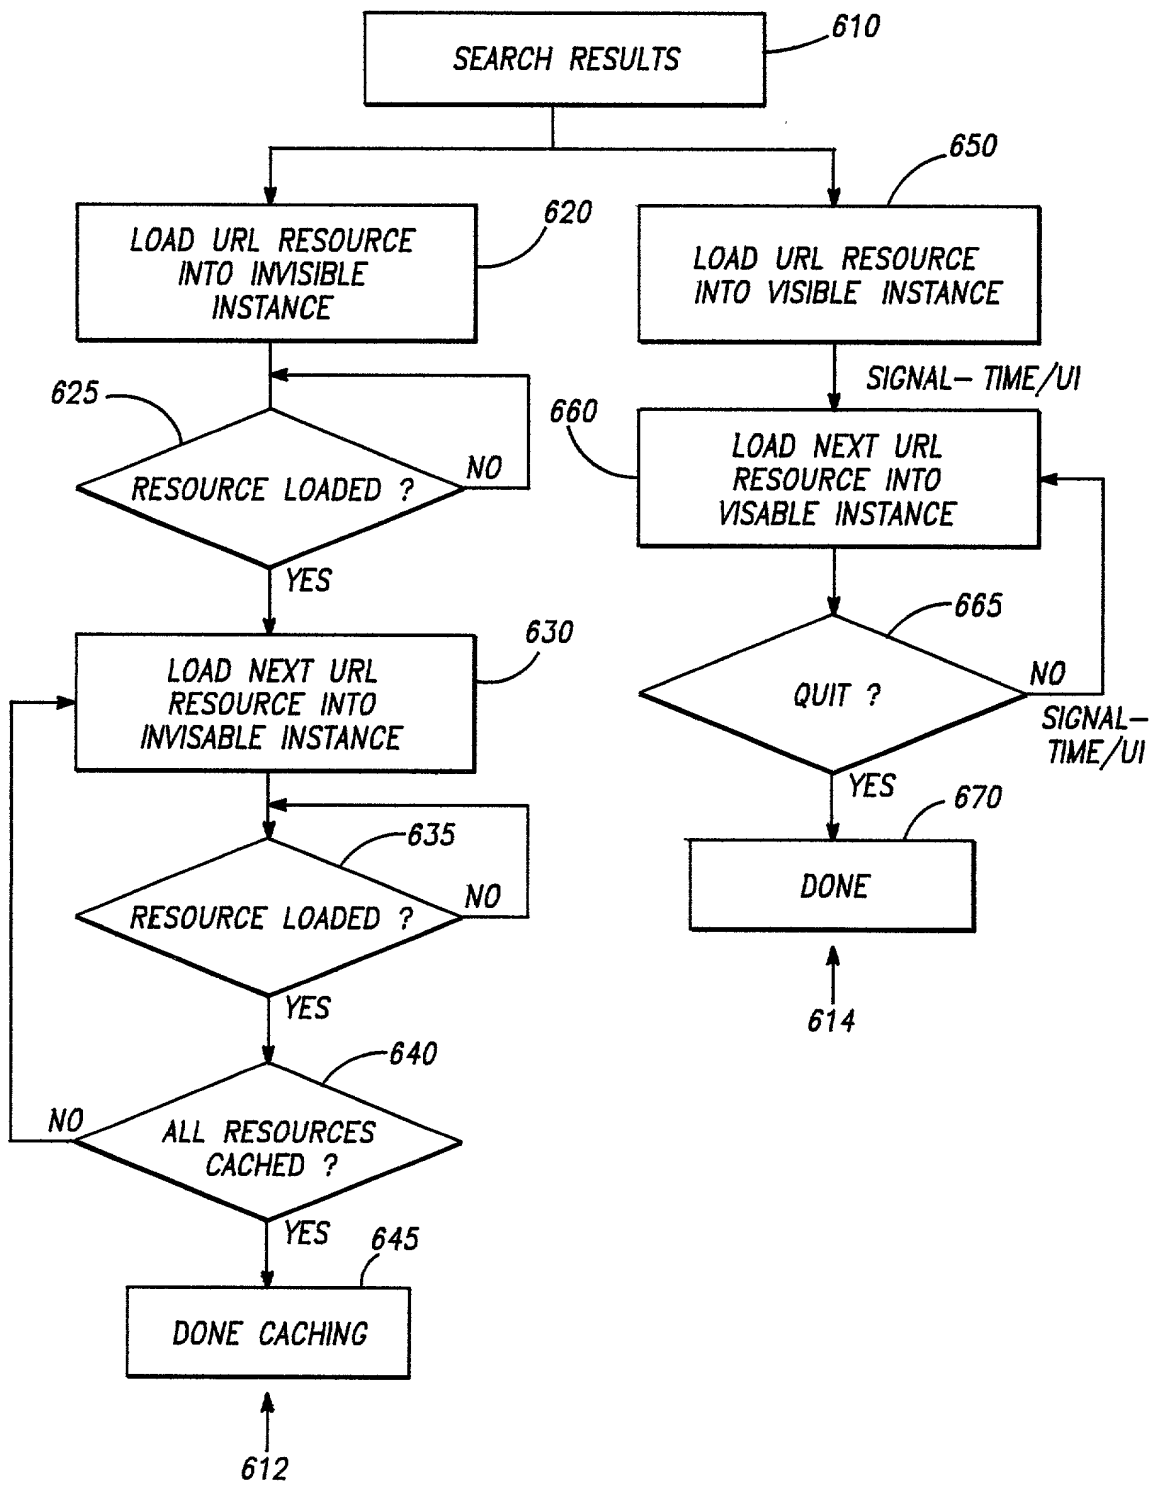 610
SEARCH RESULTS
650
620
LOAD URL RESOURCE
INTO INVISIBLE
INSTANCE
LOAD URL RESOURCE
INTO VISIBLE INSTANCE
SIGNAL- TIME/UI
625
660
LOAD NEXT URL
RESOURCE INTO
VISABLE INSTANCE
NO
RESOURCE LOADED ?
YES
665
630
LOAD NEXT URL
RESOURCE INTO
INVISABLE INSTANCE
NO
QUIT ?
SIGNAL-
TIME/UI
YES
670
635
DONE
NO
RESOURCE LOADED ?
YES
614
640
NO
ALL RESOURCES
CACHED ?
YES
645
DONE CACHING
612